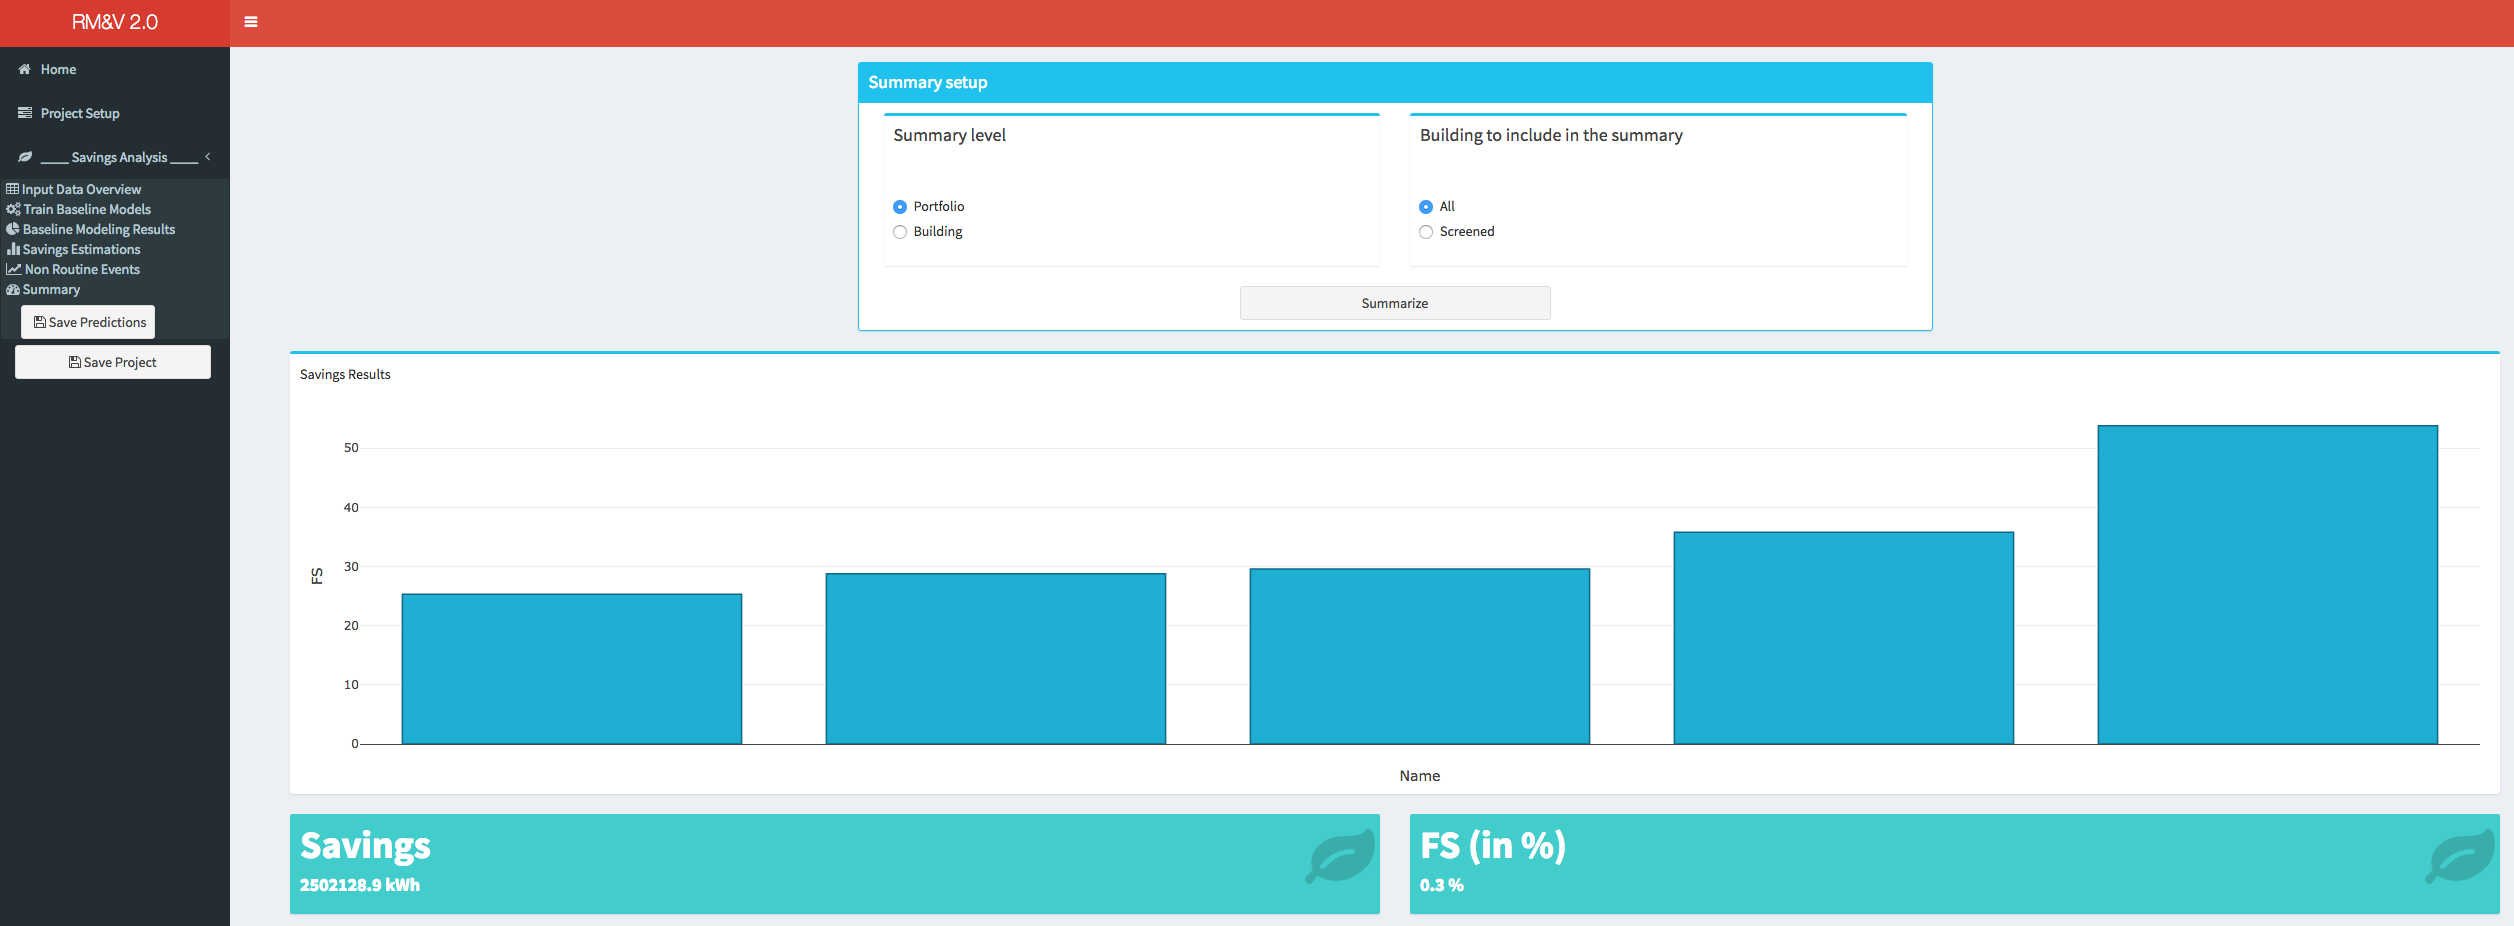 RM&V 2.0
Home
Project Setup
____ Savings Analysis ____
Input Data Overview
Train Baseline Models
Baseline Modeling Results
Savings Estimations
Non Routine Events
Summary
Save Predictions
Save Project
Summary setup
Summary level
Portfolio
Building
Building to include in the summary
All
Screened
Summarize
Savings Results
50
40
30
20
10
0
FS
Name
Savings
2502128.9 kWh
FS (in %)
0.3 %